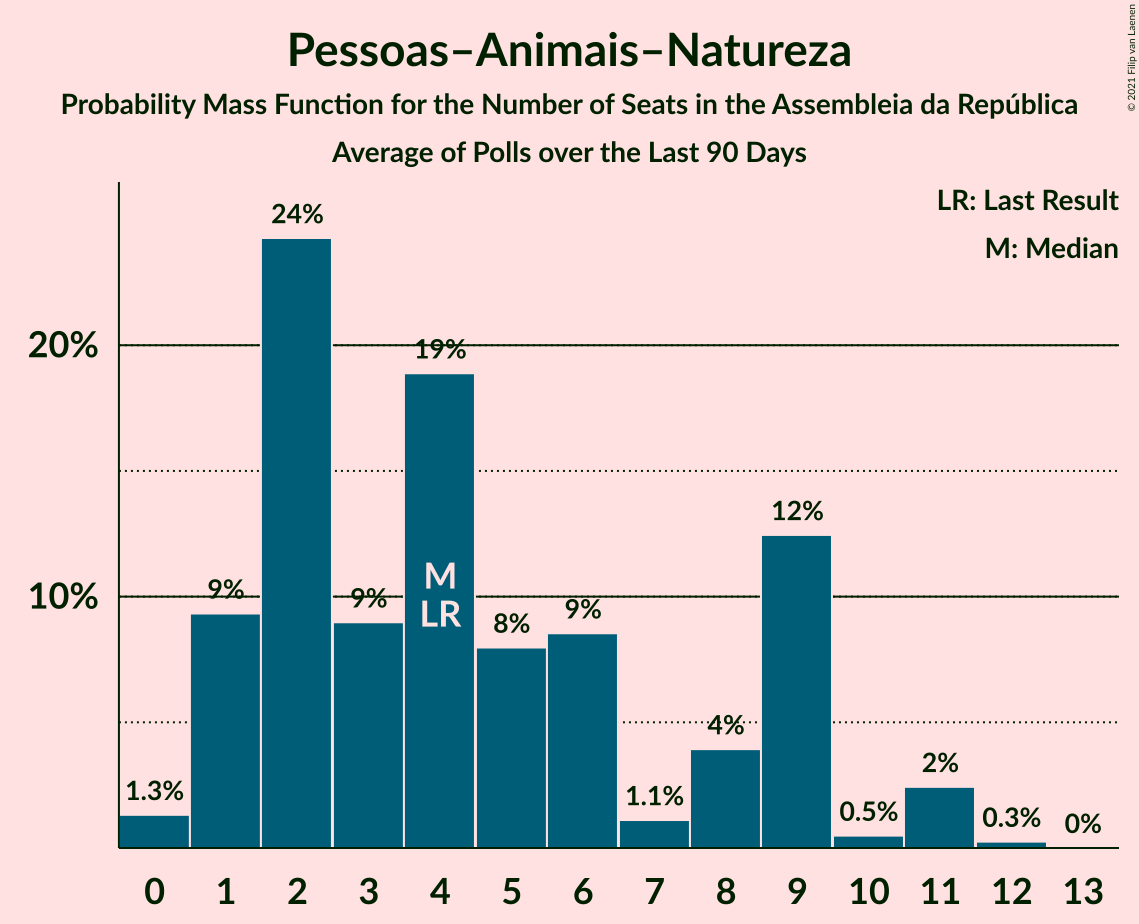 Pessoas–Animais–Natureza
Probability Mass Function for the Number of Seats in the Assembleia da República
Average of Polls over the Last 90 Days
© 2021 Filip van Laenen
LR: Last Result
M: Median
24%
20%
19%
12%
10%
9%
9%
M
LR
8%
9%
4%
1.3%
1.1%
0.5%
2%
0.3%
0%
0 1 2 3 4 5 6 7 8 9 10 11 12 13